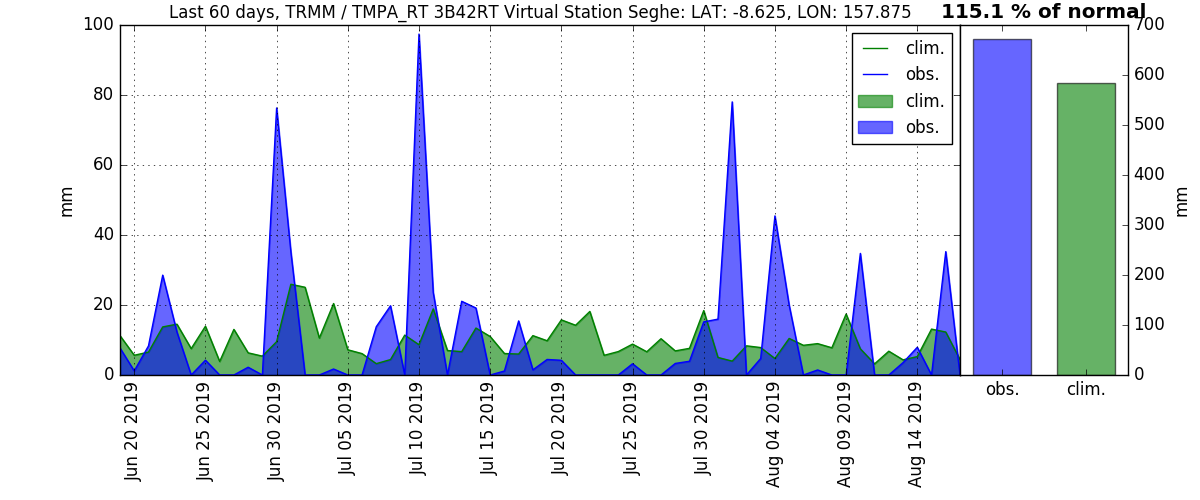 Last 60 days, TRMM / TMPA_RT 3B42RT Virtual Station Seghe: LAT: -8.625, LON: 157.875
115.1 % of normal
100
80
60
40
20
0
mm
clim.
obs.
clim.
obs.
700
600
500
400
300
200
100
0
mm
Jun 20 2019
Jun 25 2019
Jun 30 2019
Jul 05 2019
Jul 10 2019
Jul 15 2019
Jul 20 2019
Jul 25 2019
Jul 30 2019
Aug 04 2019
Aug 09 2019
Aug 14 2019
obs.
clim.